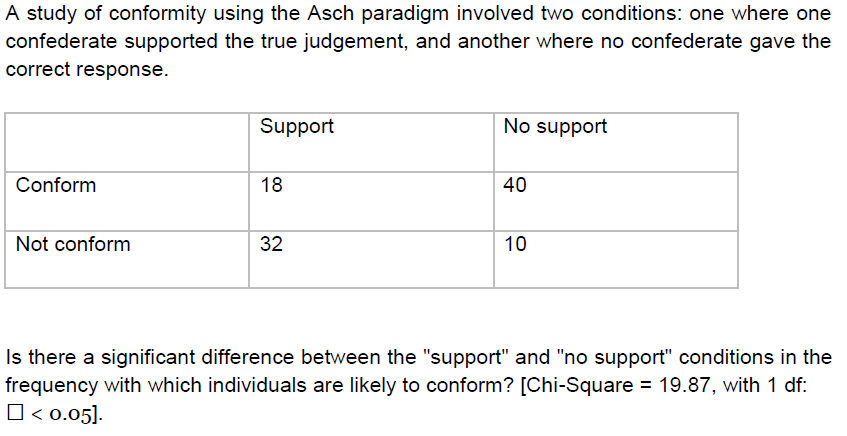 A study of conformity using the Asch paradigm involved two conditions: one where one
confederate supported the true judgement, and another where no confederate gave the
correct response.
Support No support
Conform 18 40
Not conform 32 10
Is there a significant difference between the "support" and "no support" conditions in the
frequency with which individuals are likely to conform? [Chi-Square = 19.87, with 1 df:
□ < 0.05].